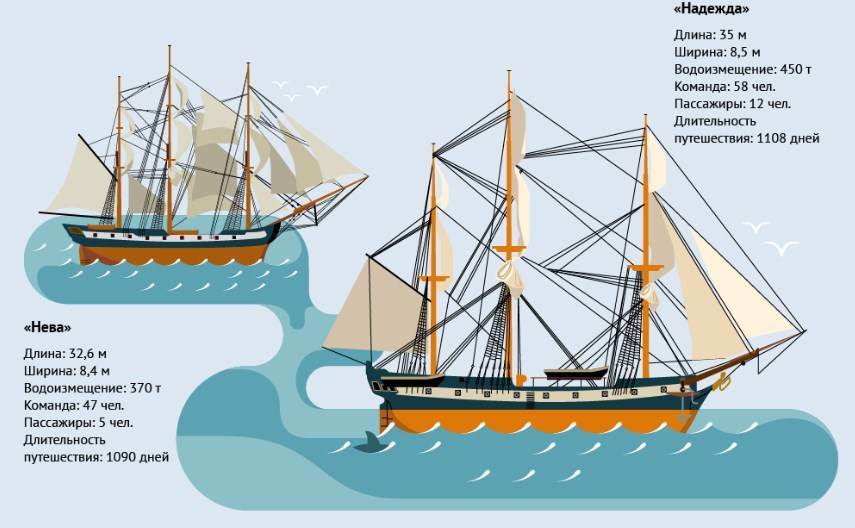 «Надежда»
Длина: 35 м
Ширина: 8,5 м
Водоизмещение: 450 т
Команда: 58 чел.
Пассажиры: 12 чел.
Длительность
путешествия: 1108 дней
«Нева»
Длина: 32,6 м
Ширина: 8,4 м
Водоизмещение: 370 т
Команда: 47 чел.
Пассажиры: 5 чел.
Длительность
путешествия: 1090 дней